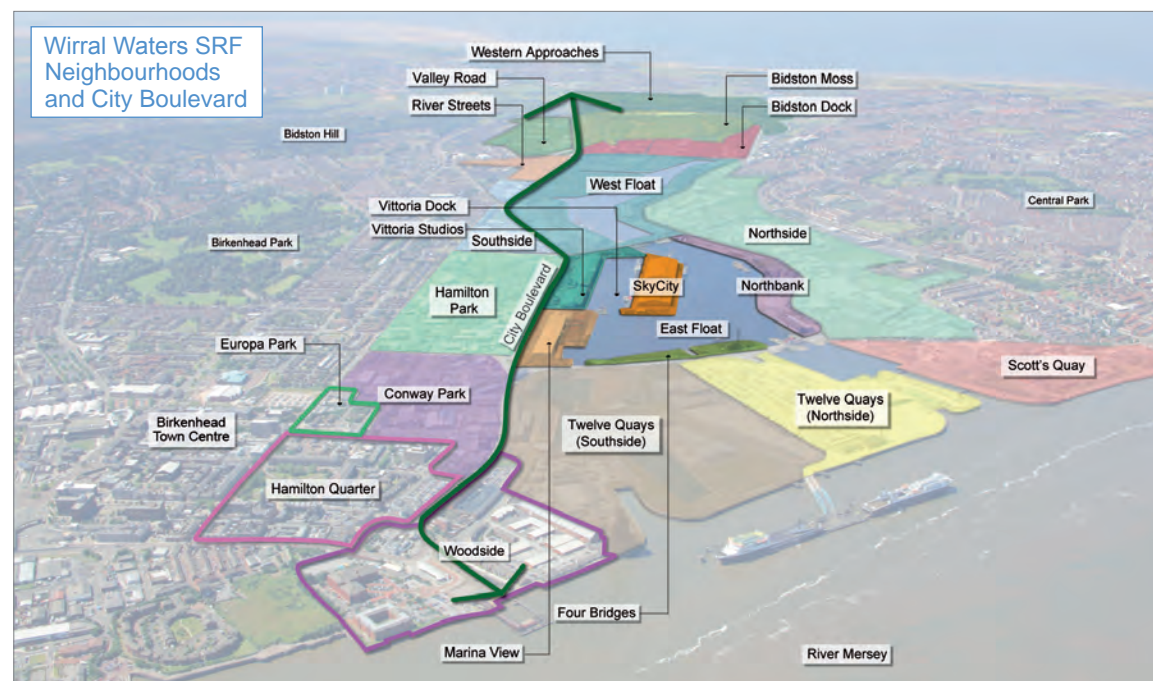 Wirral Waters SRF
Neighbourhoods
and City Boulevard
Western Approaches
Valley Road
Bidston Moss
River Streets
Bidston Dock
Bidston Hill
West Float
Central Park
Vittoria Dock
Vittoria Studios
Northside
Birkenhead Park
Southside
SkyCity
Northbank
Hamilton
Park
City Boulevard
East Float
Europa Park
Scott's Quay
Conway Park
Twelve Quays
(Northside)
Birkenhead
Town Centre
Twelve Quays
(Southside)
Hamilton Quarter
Woodside
Four Bridges
Marina View
River Mersey